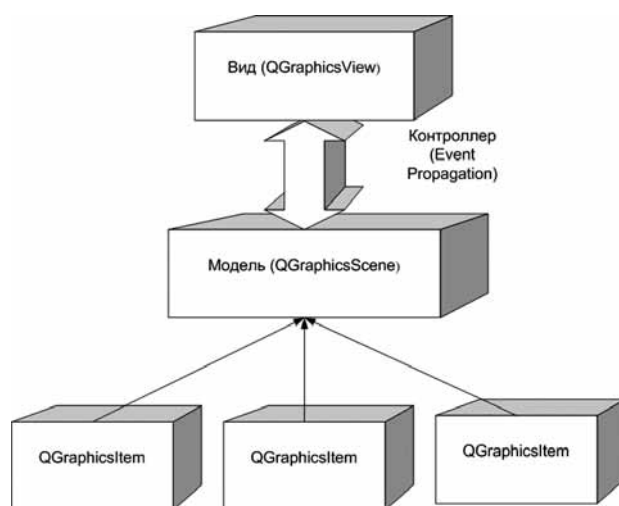 Вид (QGraphicsView)
Контроллер
(Event
Propagation)
Модель (QGraphicsScene)
QGraphicsItem
QGraphicsItem
QGraphicsItem